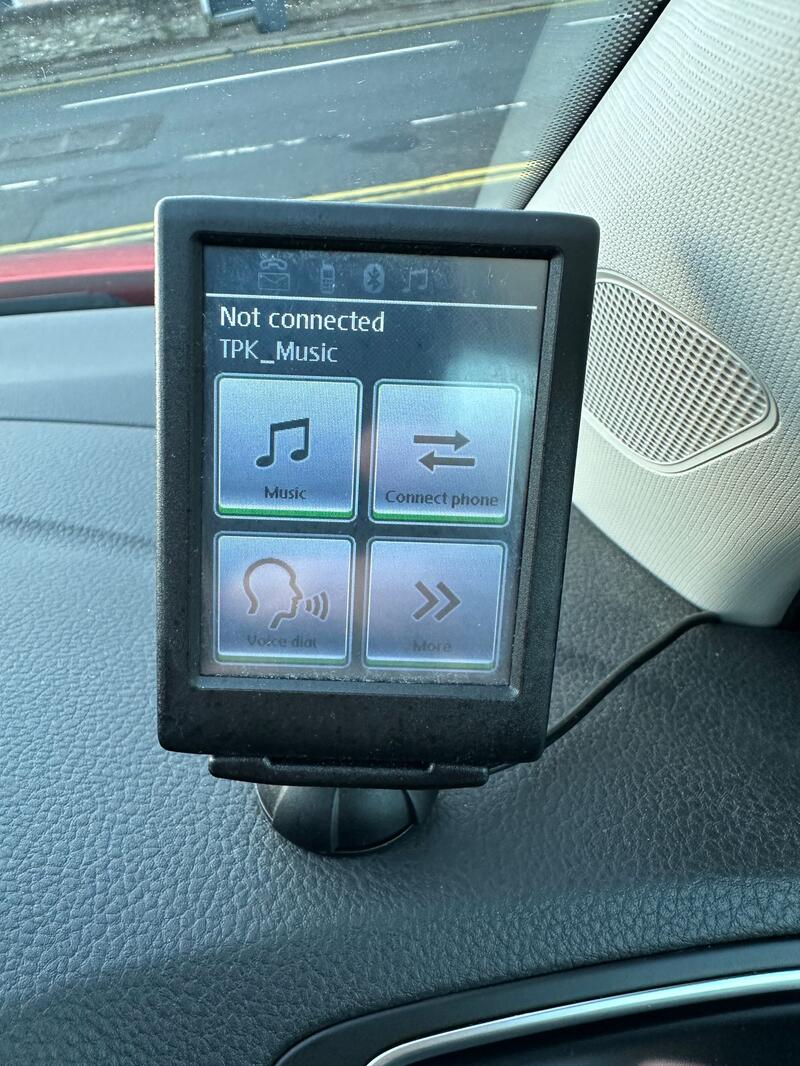 Not connected
TPK_Music
Music
Connect phone
Voice dial
More